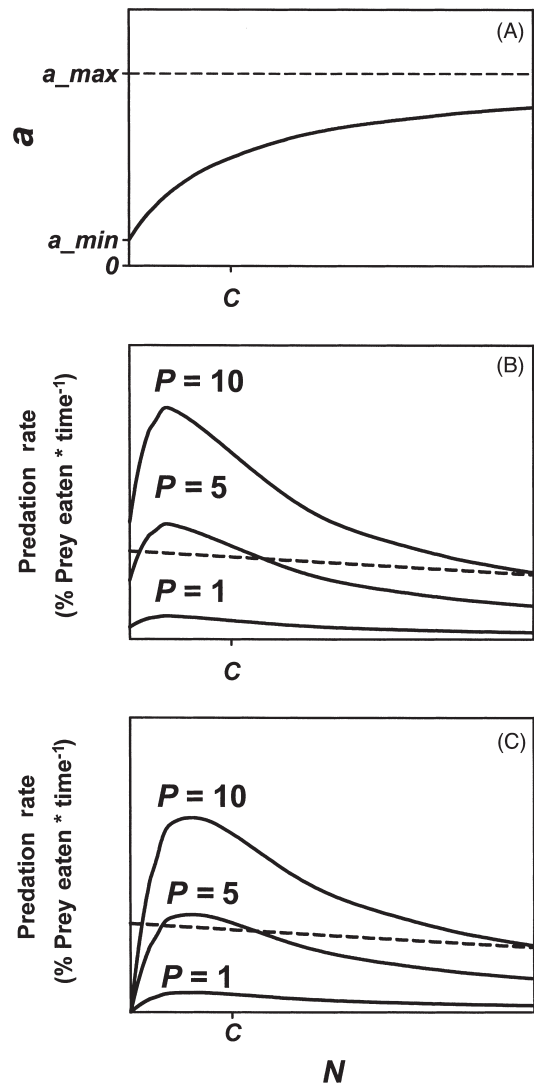 (A)
a_max
a
a_min
0
C
(B)
P = 10
P = 5
P = 1
Predation rate
(% Prey eaten * time-1)
C
(C)
P = 10
P = 5
P = 1
Predation rate
(% Prey eaten * time-1)
C
N